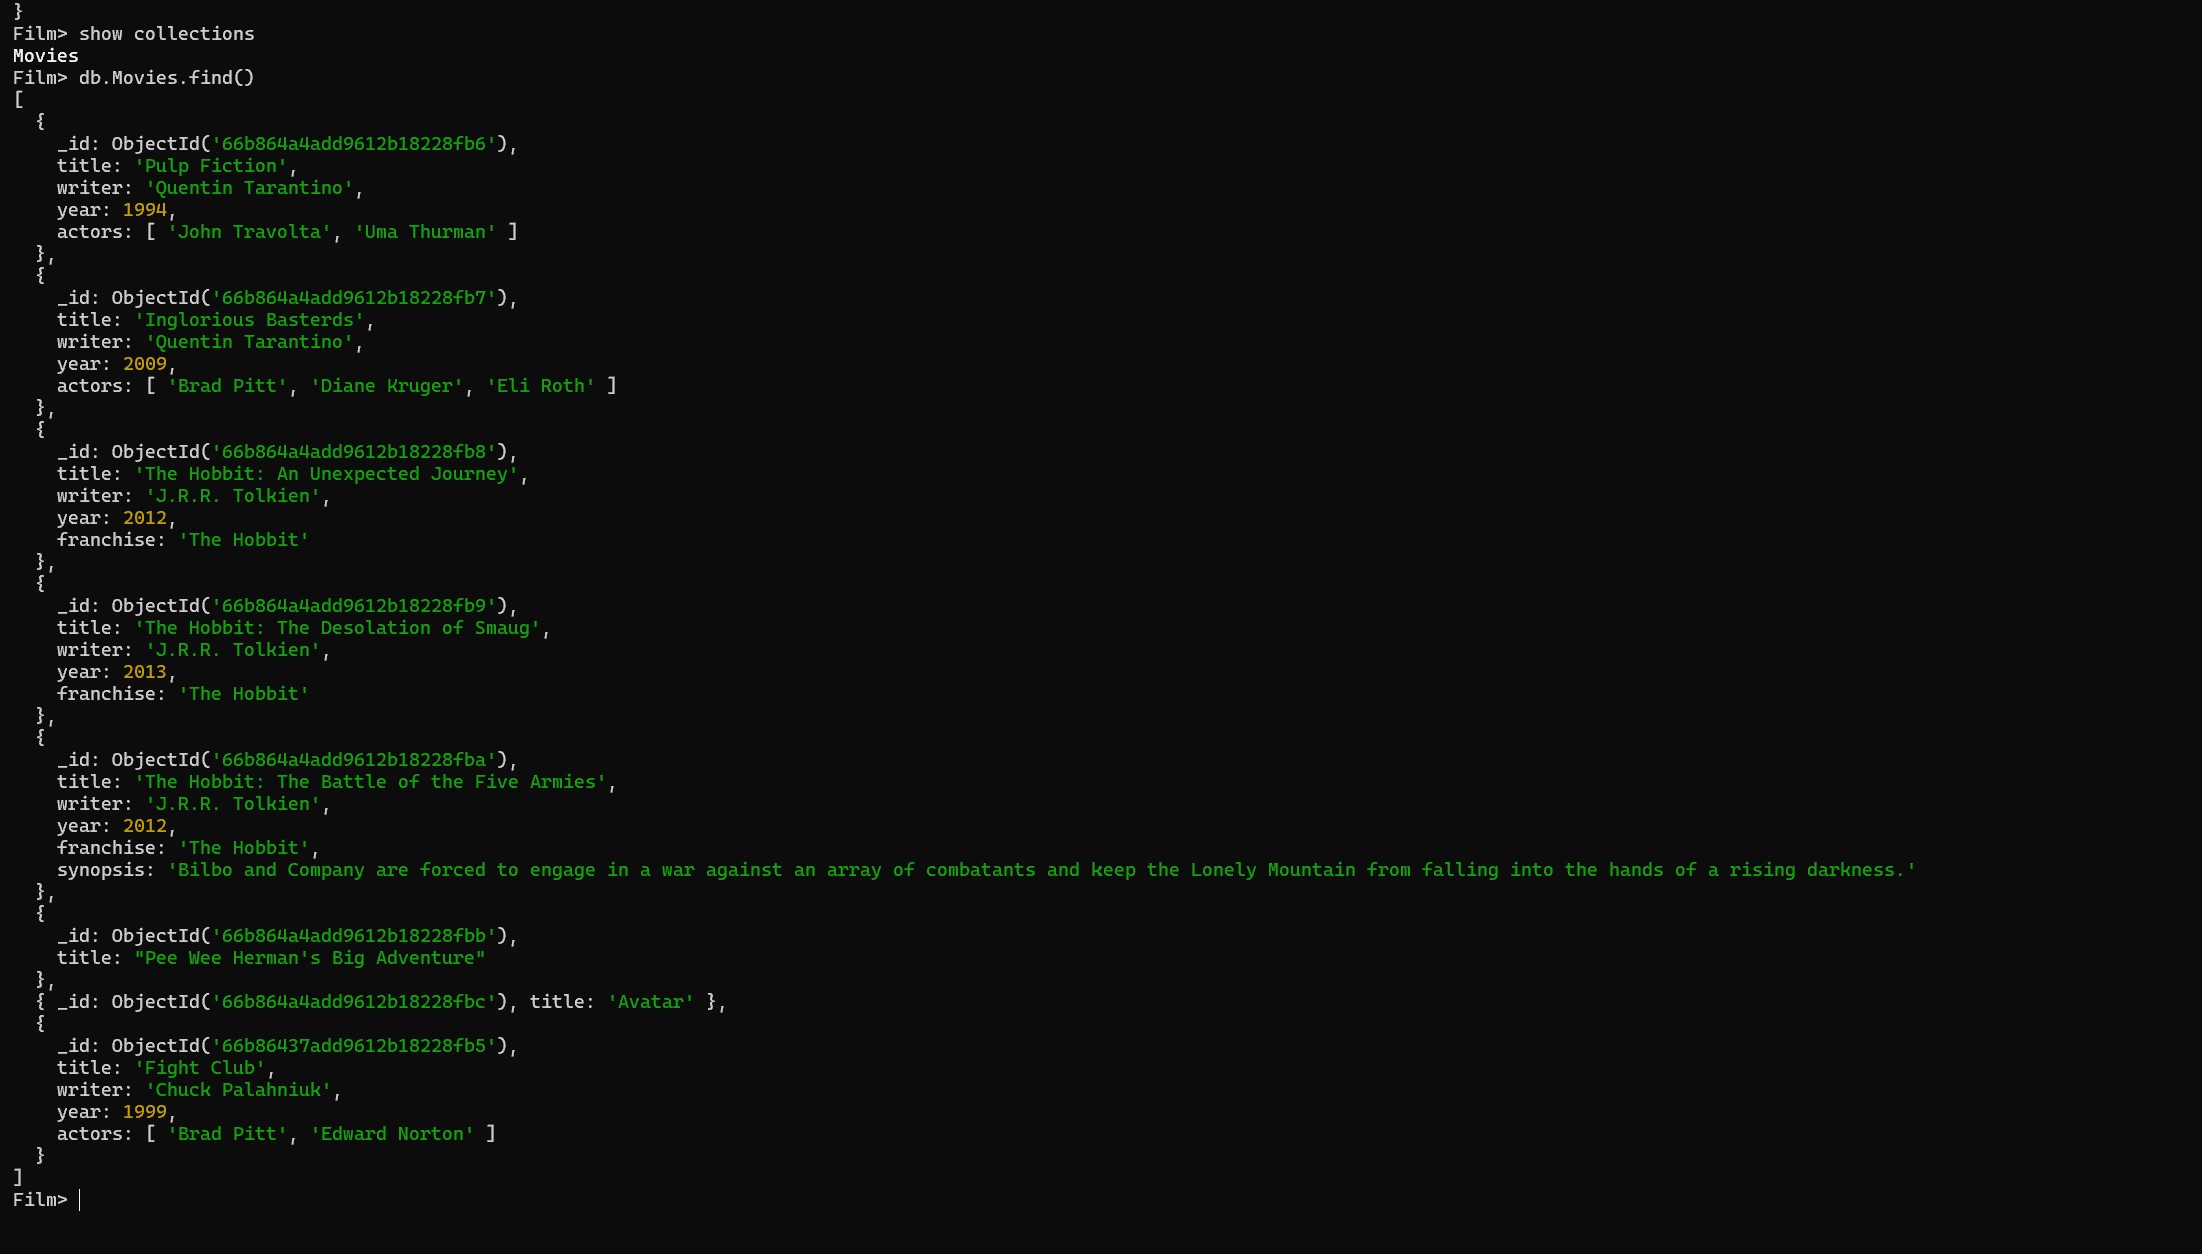 }
Film> show collections
Movies
Film> db.Movies.find()
[
  {
    _id: ObjectId('66b864a4add9612b18228fb6'),
    title: 'Pulp Fiction',
    writer: 'Quentin Tarantino',
    year: 1994,
    actors: [ 'John Travolta', 'Uma Thurman' ]
  },
  {
    _id: ObjectId('66b864a4add9612b18228fb7'),
    title: 'Inglorious Basterds',
    writer: 'Quentin Tarantino',
    year: 2009,
    actors: [ 'Brad Pitt', 'Diane Kruger', 'Eli Roth' ]
  },
  {
    _id: ObjectId('66b864a4add9612b18228fb8'),
    title: 'The Hobbit: An Unexpected Journey',
    writer: 'J.R.R. Tolkien',
    year: 2012,
    franchise: 'The Hobbit'
  },
  {
    _id: ObjectId('66b864a4add9612b18228fb9'),
    title: 'The Hobbit: The Desolation of Smaug',
    writer: 'J.R.R. Tolkien',
    year: 2013,
    franchise: 'The Hobbit'
  },
  {
    _id: ObjectId('66b864a4add9612b18228fba'),
    title: 'The Hobbit: The Battle of the Five Armies',
    writer: 'J.R.R. Tolkien',
    year: 2012,
    franchise: 'The Hobbit',
    synopsis: 'Bilbo and Company are forced to engage in a war against an array of combatants and keep the Lonely Mountain from falling into the hands of a rising darkness.'
  },
  {
    _id: ObjectId('66b864a4add9612b18228fbb'),
    title: "Pee Wee Herman's Big Adventure"
  },
  { _id: ObjectId('66b864a4add9612b18228fbc'), title: 'Avatar' },
  {
    _id: ObjectId('66b86437add9612b18228fb5'),
    title: 'Fight Club',
    writer: 'Chuck Palahniuk',
    year: 1999,
    actors: [ 'Brad Pitt', 'Edward Norton' ]
  }
]
Film>